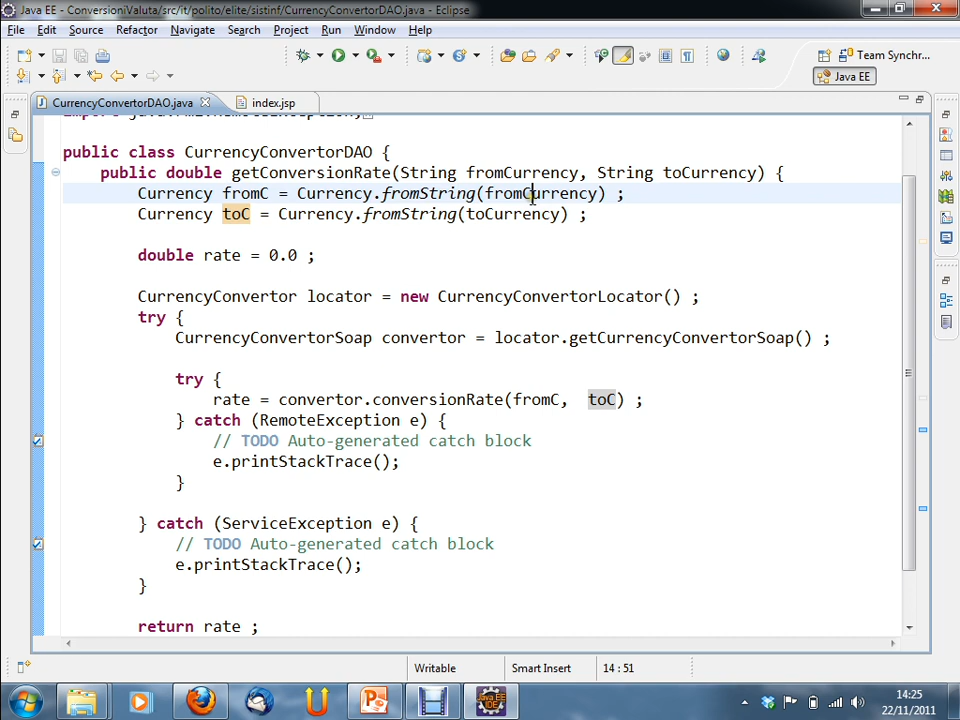 Java EE - ConversioniValuta/src/it/polito/elite/sistinf/CurrencyConvertorDAO.java - Eclipse
File Edit Source Refactor Navigate Search Project Run Window Help
Team Synchr...
Java EE
CurrencyConvertorDAO.java index.jsp
public class CurrencyConvertorDAO {
public double getConversionRate(String fromCurrency, String toCurrency) {
Currency fromC = Currency.fromString(fromCurrency) ;
Currency toC = Currency.fromString(toCurrency) ;
double rate = 0.0 ;
CurrencyConvertor locator = new CurrencyConvertorLocator() ;
try {
CurrencyConvertorSoap convertor = locator.getCurrencyConvertorSoap() ;
try {
rate = convertor.conversionRate(fromC,  toC) ;
} catch (RemoteException e) {
// TODO Auto-generated catch block
e.printStackTrace();
}
} catch (ServiceException e) {
// TODO Auto-generated catch block
e.printStackTrace();
}
return rate ;
Writable Smart Insert 14 : 51
14:25
22/11/2011